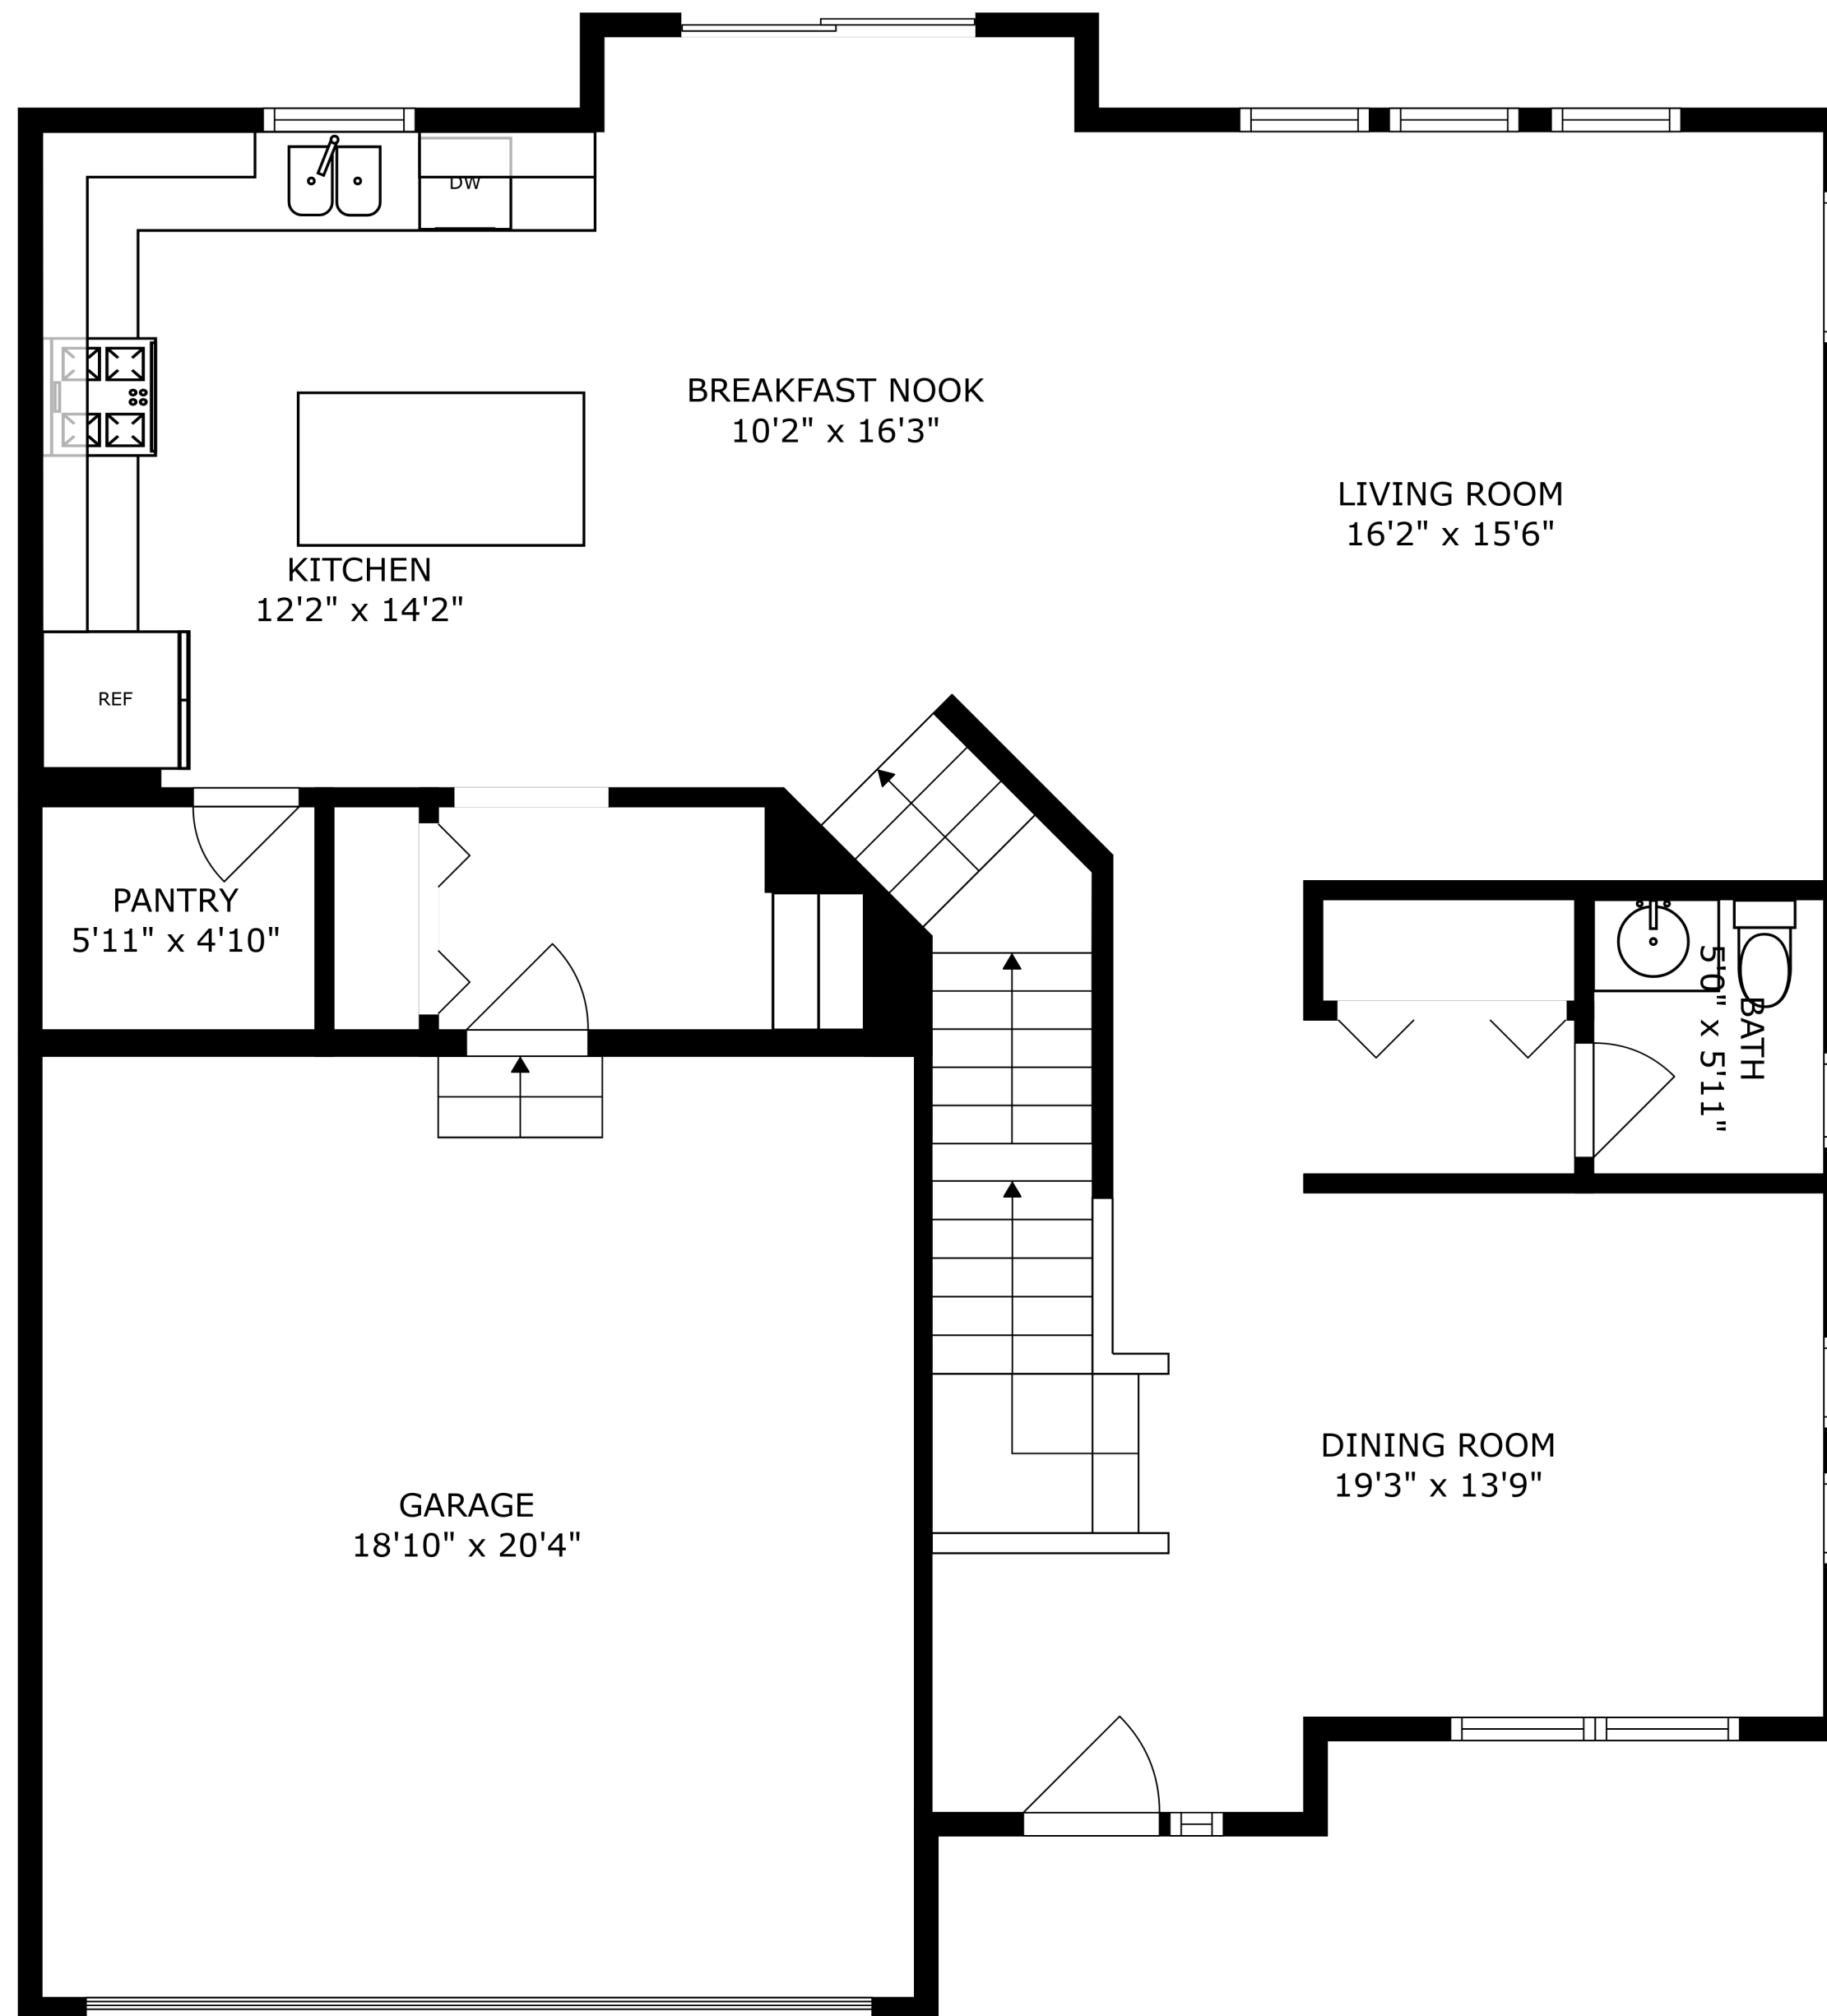 DW
BREAKFAST NOOK
10'2" x 16'3"
LIVING ROOM
16'2" x 15'6"
KITCHEN
12'2" x 14'2"
REF
PANTRY
5'11" x 4'10"
BATH
5'0" x 5'11"
DINING ROOM
19'3" x 13'9"
GARAGE
18'10" x 20'4"